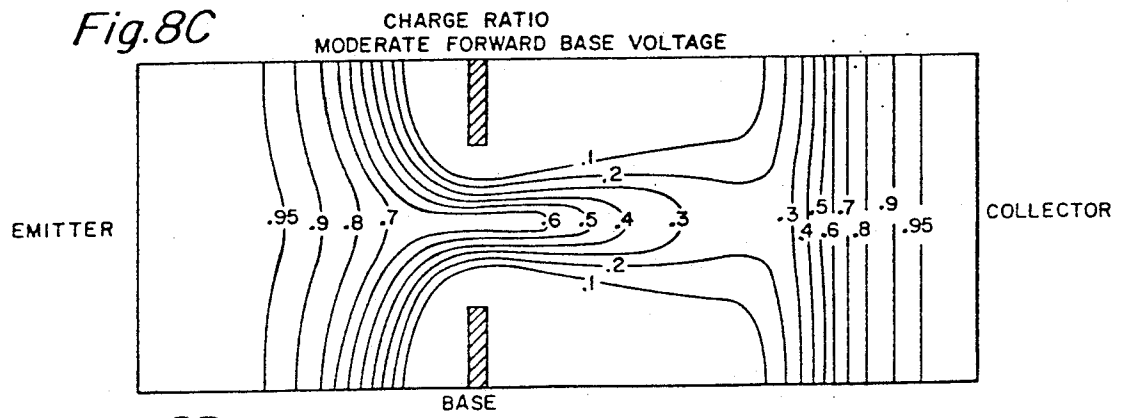 Fig.8C
CHARGE RATIO
MODERATE FORWARD BASE VOLTAGE
.1
.2
EMITTER
.95 .9 .8 .7 .6 .5 .4 .3 .3 .4 .5 .6 .7 .8 .9 .95
COLLECTOR
.2
.1
BASE